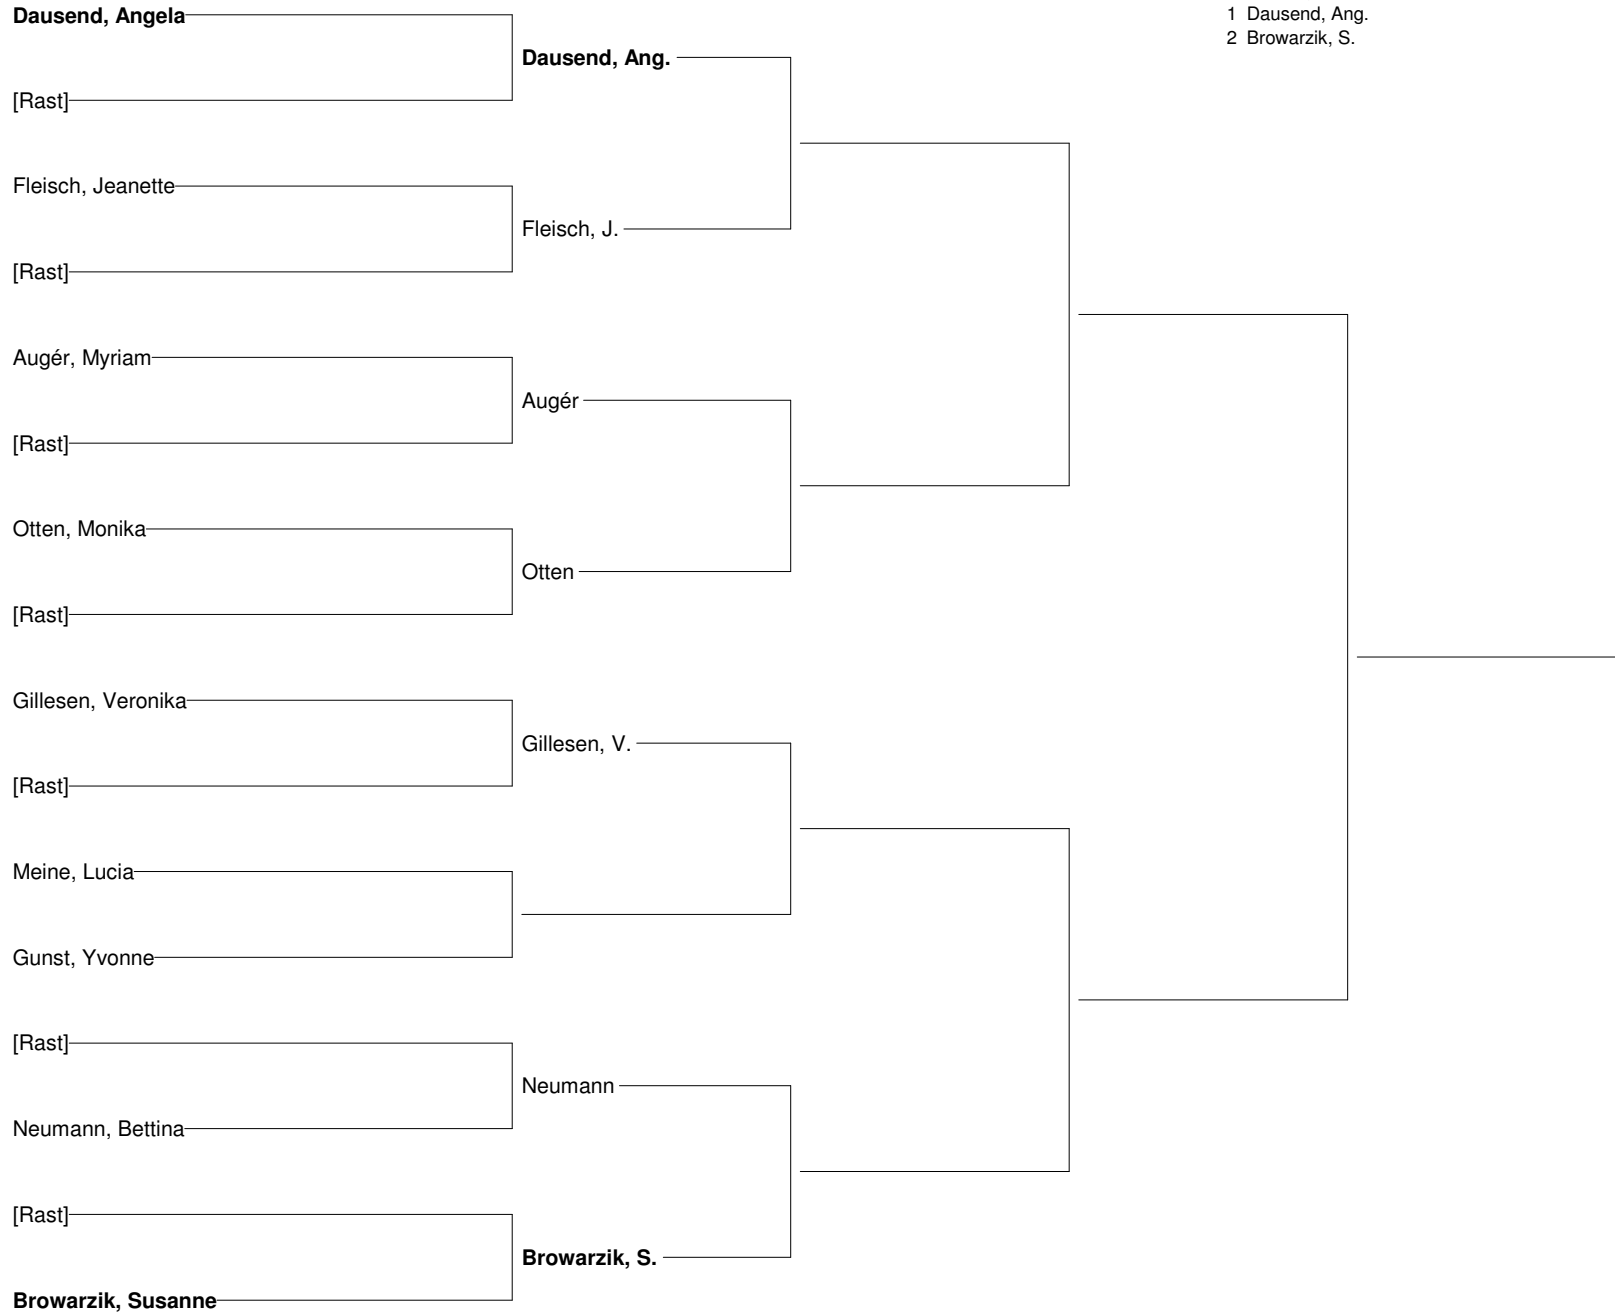 Dausend, Angela
[Rast]
Fleisch, Jeanette
[Rast]
Augér, Myriam
[Rast]
Otten, Monika
[Rast]
Gillesen, Veronika
[Rast]
Meine, Lucia
Gunst, Yvonne
[Rast]
Neumann, Bettina
[Rast]
Browarzik, Susanne
Dausend, Ang.
Fleisch, J.
Augér
Otten
Gillesen, V.
Neumann
Browarzik, S.
1 Dausend, Ang.
2 Browarzik, S.